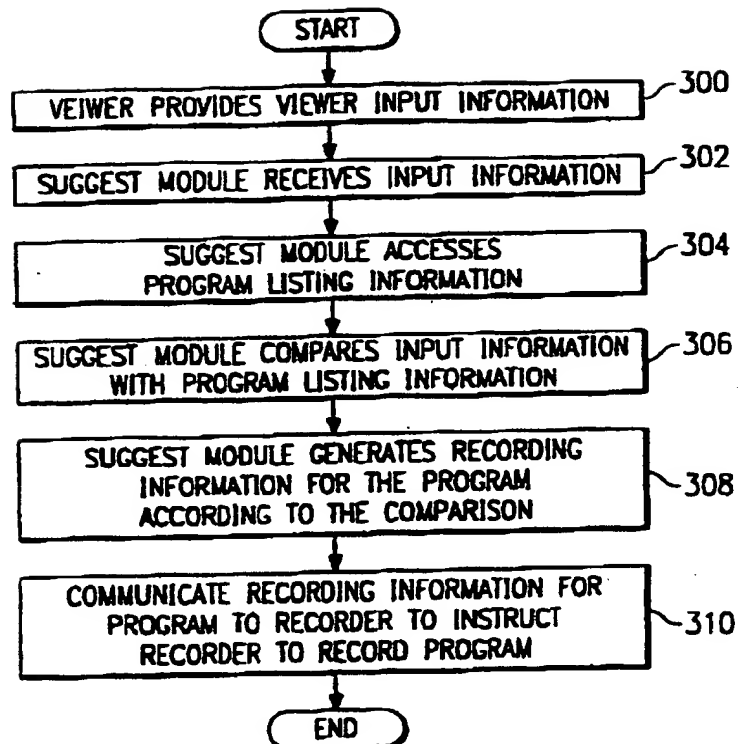 START
VEIWER PROVIDES VIEWER INPUT INFORMATION
300
SUGGEST MODULE RECEIVES INPUT INFORMATION
302
SUGGEST MODULE ACCESSES
PROGRAM LISTING INFORMATION
304
SUGGEST MODULE COMPARES INPUT INFORMATION
WITH PROGRAM LISTING INFORMATION
306
SUGGEST MODULE GENERATES RECORDING
INFORMATION FOR THE PROGRAM
ACCORDING TO THE COMPARISON
308
COMMUNICATE RECORDING INFORMATION FOR
PROGRAM TO RECORDER TO INSTRUCT
RECORDER TO RECORD PROGRAM
310
END